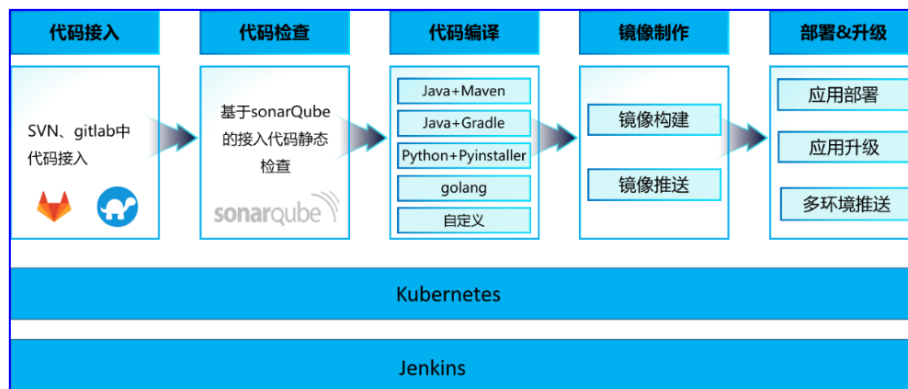 代码接入
代码检查
代码编译
镜像制作
部署&升级
SVN、gitlab中
代码接入
基于sonarQube
的接入代码静态
检查
sonarqube
Java+Maven
Java+Gradle
Python+Pyinstaller
golang
自定义
镜像构建
镜像推送
应用部署
应用升级
多环境推送
Kubernetes
Jenkins